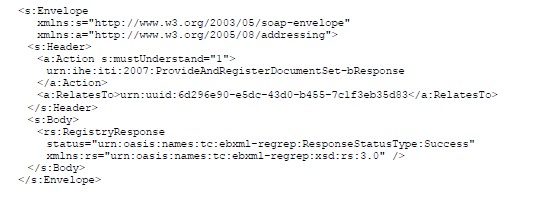 <s:Envelope
xmlns:s="http://www.w3.org/2003/05/soap-envelope"
xmlns:a="http://www.w3.org/2005/08/addressing">
<s:Header>
<a:Action s:mustUnderstand="1">
urn:ihe:iti:2007:ProvideAndRegisterDocumentSet-bResponse
</a:Action>
<a:RelatesTo>urn:uuid:6d296e90-e5dc-43d0-b455-7c1f3eb35d83</a:RelatesTo>
</s:Header>
<s:Body>
<rs:RegistryResponse
status="urn:oasis:names:tc:ebxml-regrep:ResponseStatusType:Success"
xmlns:rs="urn:oasis:names:tc:ebxml-regrep:xsd:rs:3.0" />
</s:Body>
</s:Envelope>